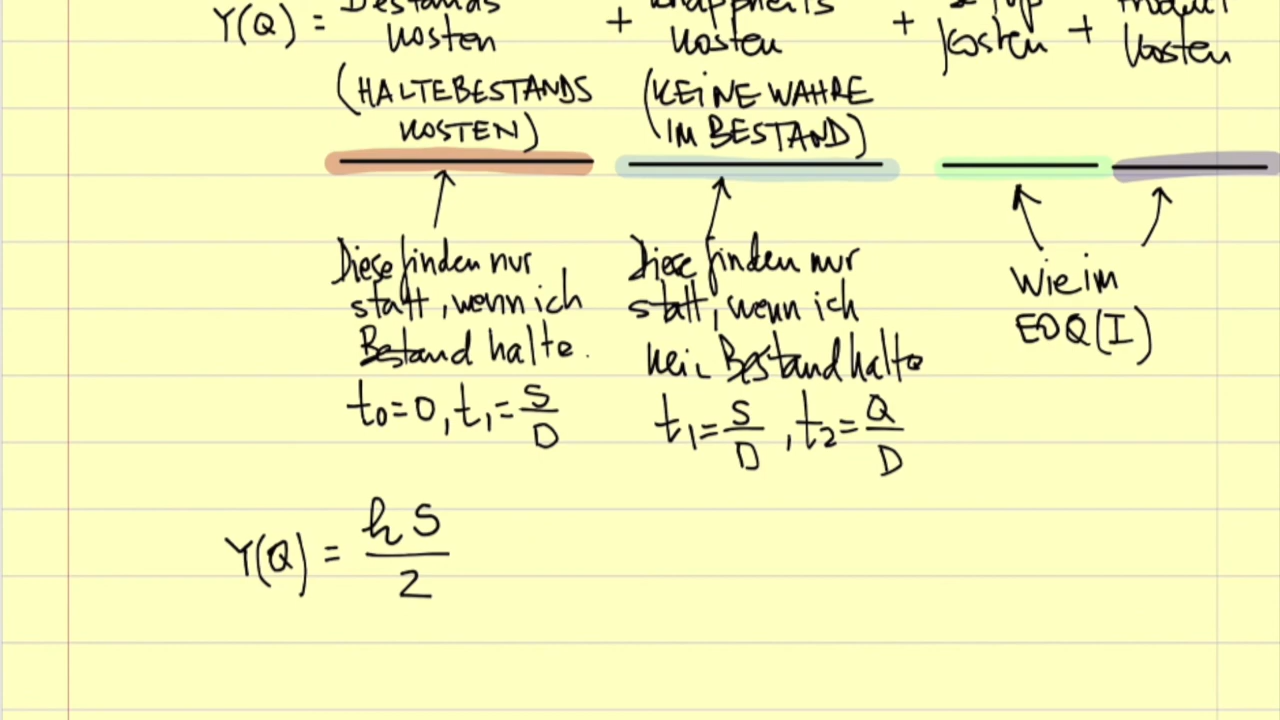 Y(Q) = Bestands kosten + knappheits kosten + Setup kosten + Produkt kosten
(HALTEBESTANDS KOSTEN)
(KEINE WAHRE IM BESTAND)
Diese finden nur
statt, wenn ich
Bestand halte.
t0=0, t1= S/D
Diese finden nur
statt, wenn ich
kein Bestand halte
t1= S/D, t2= Q/D
Wie im
EOQ(I)
Y(Q) = h S / 2